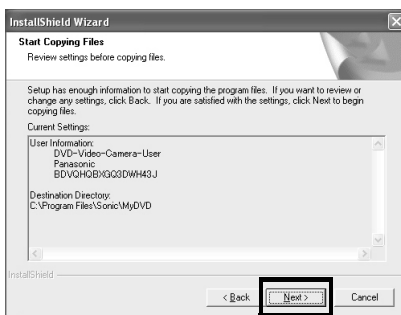 InstallShield Wizard
Start Copying Files
Review settings before copying files.
Setup has enough information to start copying the program files. If you want to review or
change any settings, click Back. If you are satisfied with the settings, click Next to begin
copying files.
Current Settings:
User Information:
DVD-Video-Camera-User
Panasonic
BDVQHQBXGQ3DWH43J
Destination Directory:
C:\Program Files\Sonic\MyDVD
InstallShield
< Back
Next >
Cancel